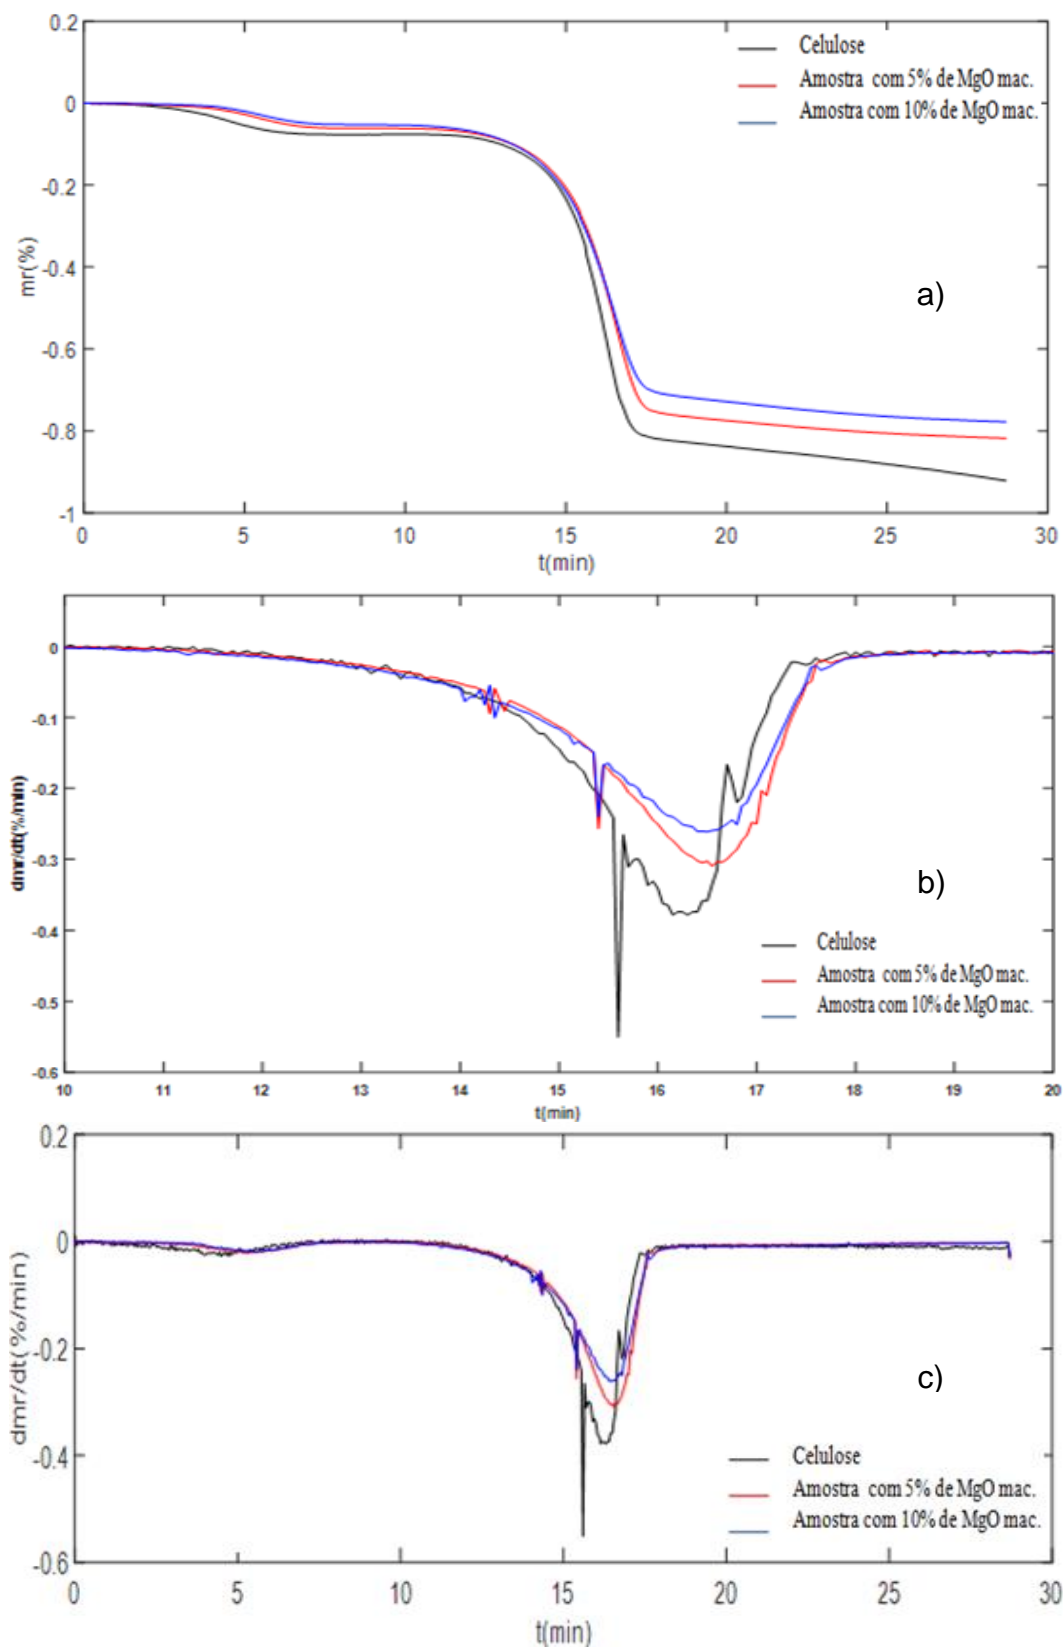 0.2
0
-0.2
-0.4
-0.6
-0.8
-1
mr(%)
Celulose
Amostra com 5% de MgO mac.
Amostra com 10% de MgO mac.
a)
0 5 10 15 20 25 30
t(min)
0
-0.1
-0.2
-0.3
-0.4
-0.5
-0.6
dmr/dt(%/min)
b)
Celulose
Amostra com 5% de MgO mac.
Amostra com 10% de MgO mac.
10 11 12 13 14 15 16 17 18 19 20
t(min)
0.2
0
-0.2
-0.4
-0.6
dmr/dt(%/min)
c)
Celulose
Amostra com 5% de MgO mac.
Amostra com 10% de MgO mac.
0 5 10 15 20 25 30
t(min)